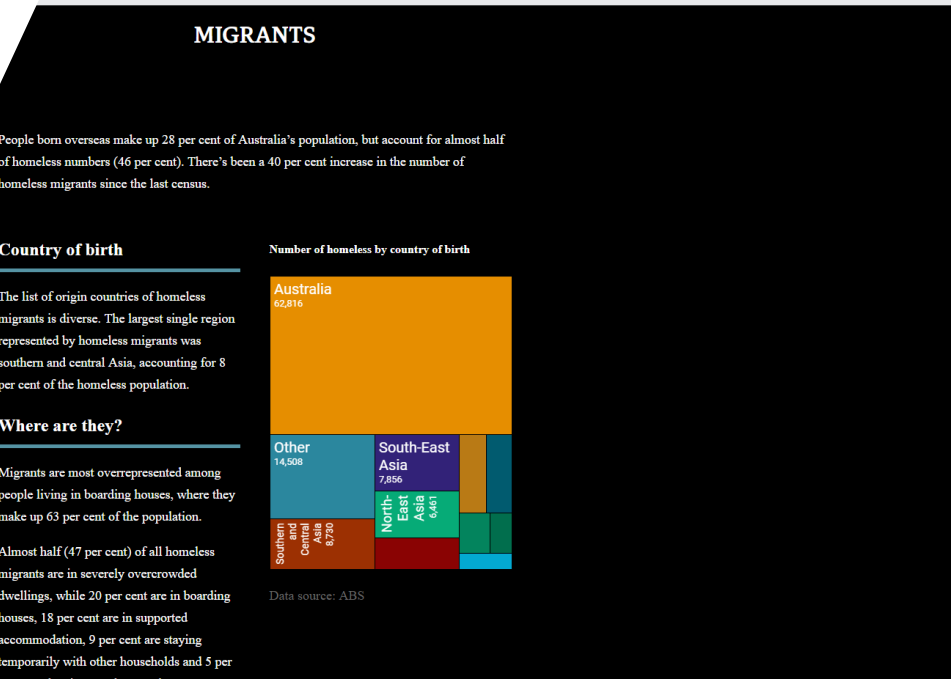 MIGRANTS
People born overseas make up 28 per cent of Australia’s population, but account for almost half
of homeless numbers (46 per cent). There’s been a 40 per cent increase in the number of
homeless migrants since the last census.
Country of birth
The list of origin countries of homeless
migrants is diverse. The largest single region
represented by homeless migrants was
southern and central Asia, accounting for 8
per cent of the homeless population.
Where are they?
Migrants are most overrepresented among
people living in boarding houses, where they
make up 63 per cent of the population.
Almost half (47 per cent) of all homeless
migrants are in severely overcrowded
dwellings, while 20 per cent are in boarding
houses, 18 per cent are in supported
accommodation, 9 per cent are staying
temporarily with other households and 5 per
Number of homeless by country of birth
Australia
62,816
Other
14,508
South-East
Asia
7,856
North-
East
Asia
6,461
Southern
and
Central
Asia
8,730
Data source: ABS